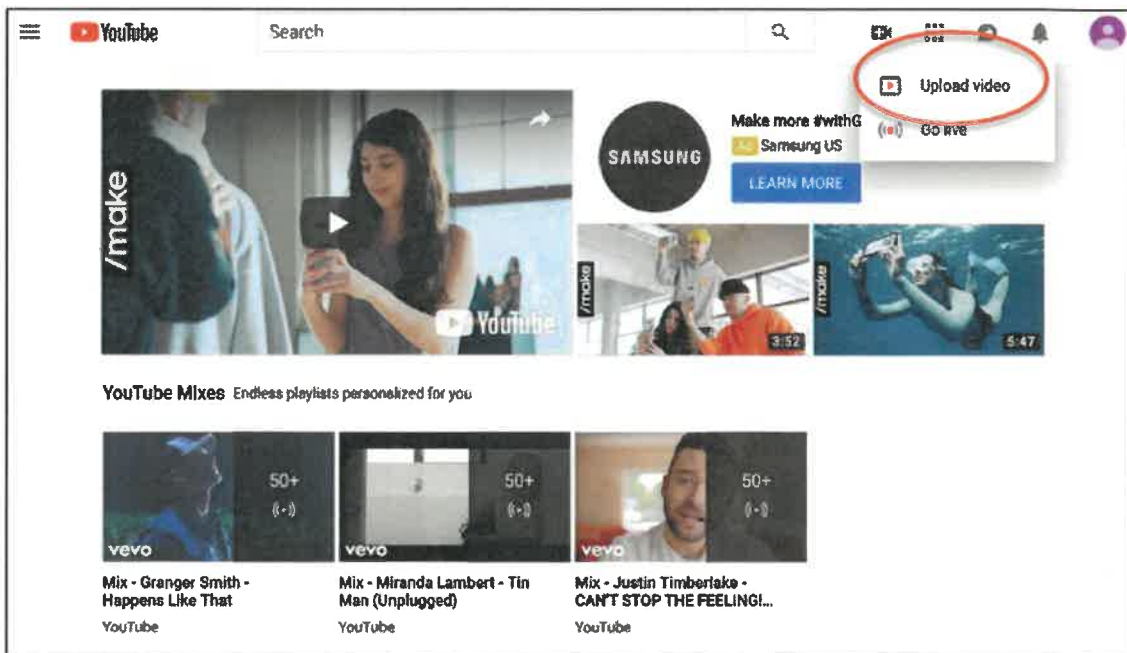 YouTube
Search
Upload video
Go live
/make
YouTube
SAMSUNG
Make more #withG
Ad Samsung US
LEARN MORE
/make
3:52
/make
5:47
YouTube Mixes Endless playlists personalized for you
50+
vevo
50+
vevo
50+
vevo
Mix - Granger Smith -
Happens Like That
YouTube
Mix - Miranda Lambert - Tin
Man (Unplugged)
YouTube
Mix - Justin Timberlake -
CAN'T STOP THE FEELING!...
YouTube